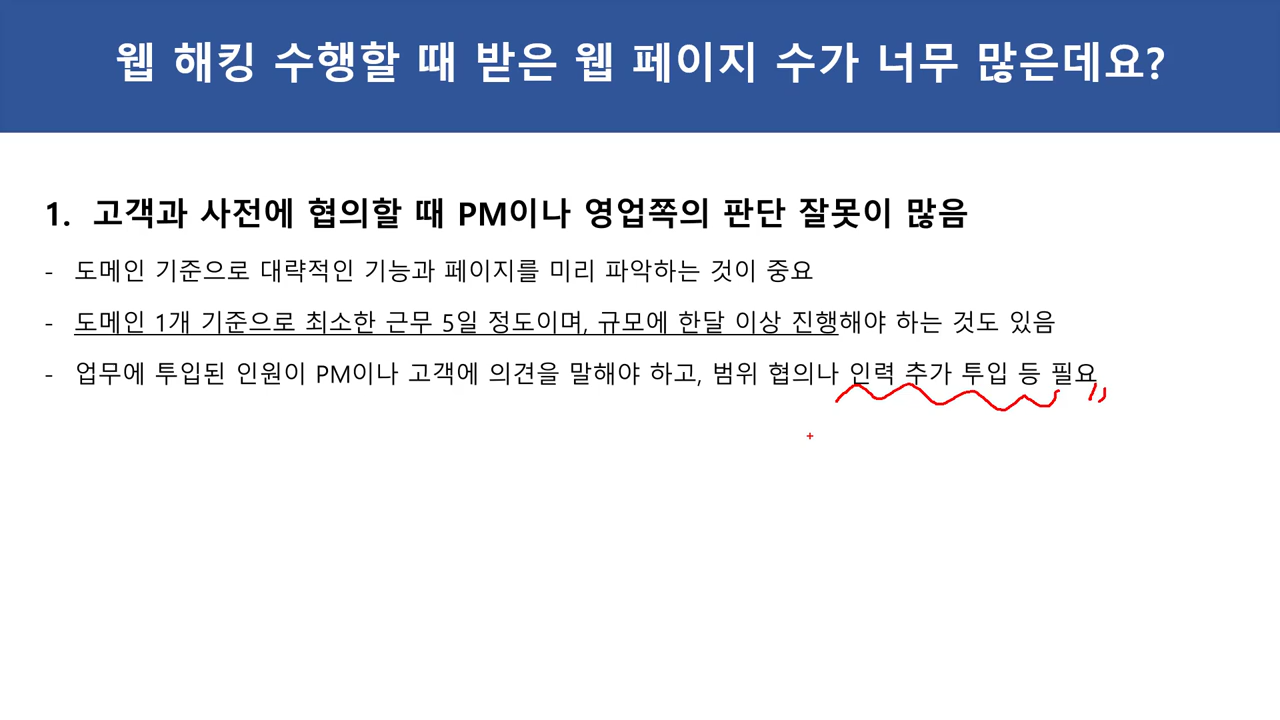 웹 해킹 수행할 때 받은 웹 페이지 수가 너무 많은데요?
1. 고객과 사전에 협의할 때 PM이나 영업쪽의 판단 잘못이 많음
- 도메인 기준으로 대략적인 기능과 페이지를 미리 파악하는 것이 중요
- 도메인 1개 기준으로 최소한 근무 5일 정도이며, 규모에 한달 이상 진행해야 하는 것도 있음
- 업무에 투입된 인원이 PM이나 고객에 의견을 말해야 하고, 범위 협의나 인력 추가 투입 등 필요